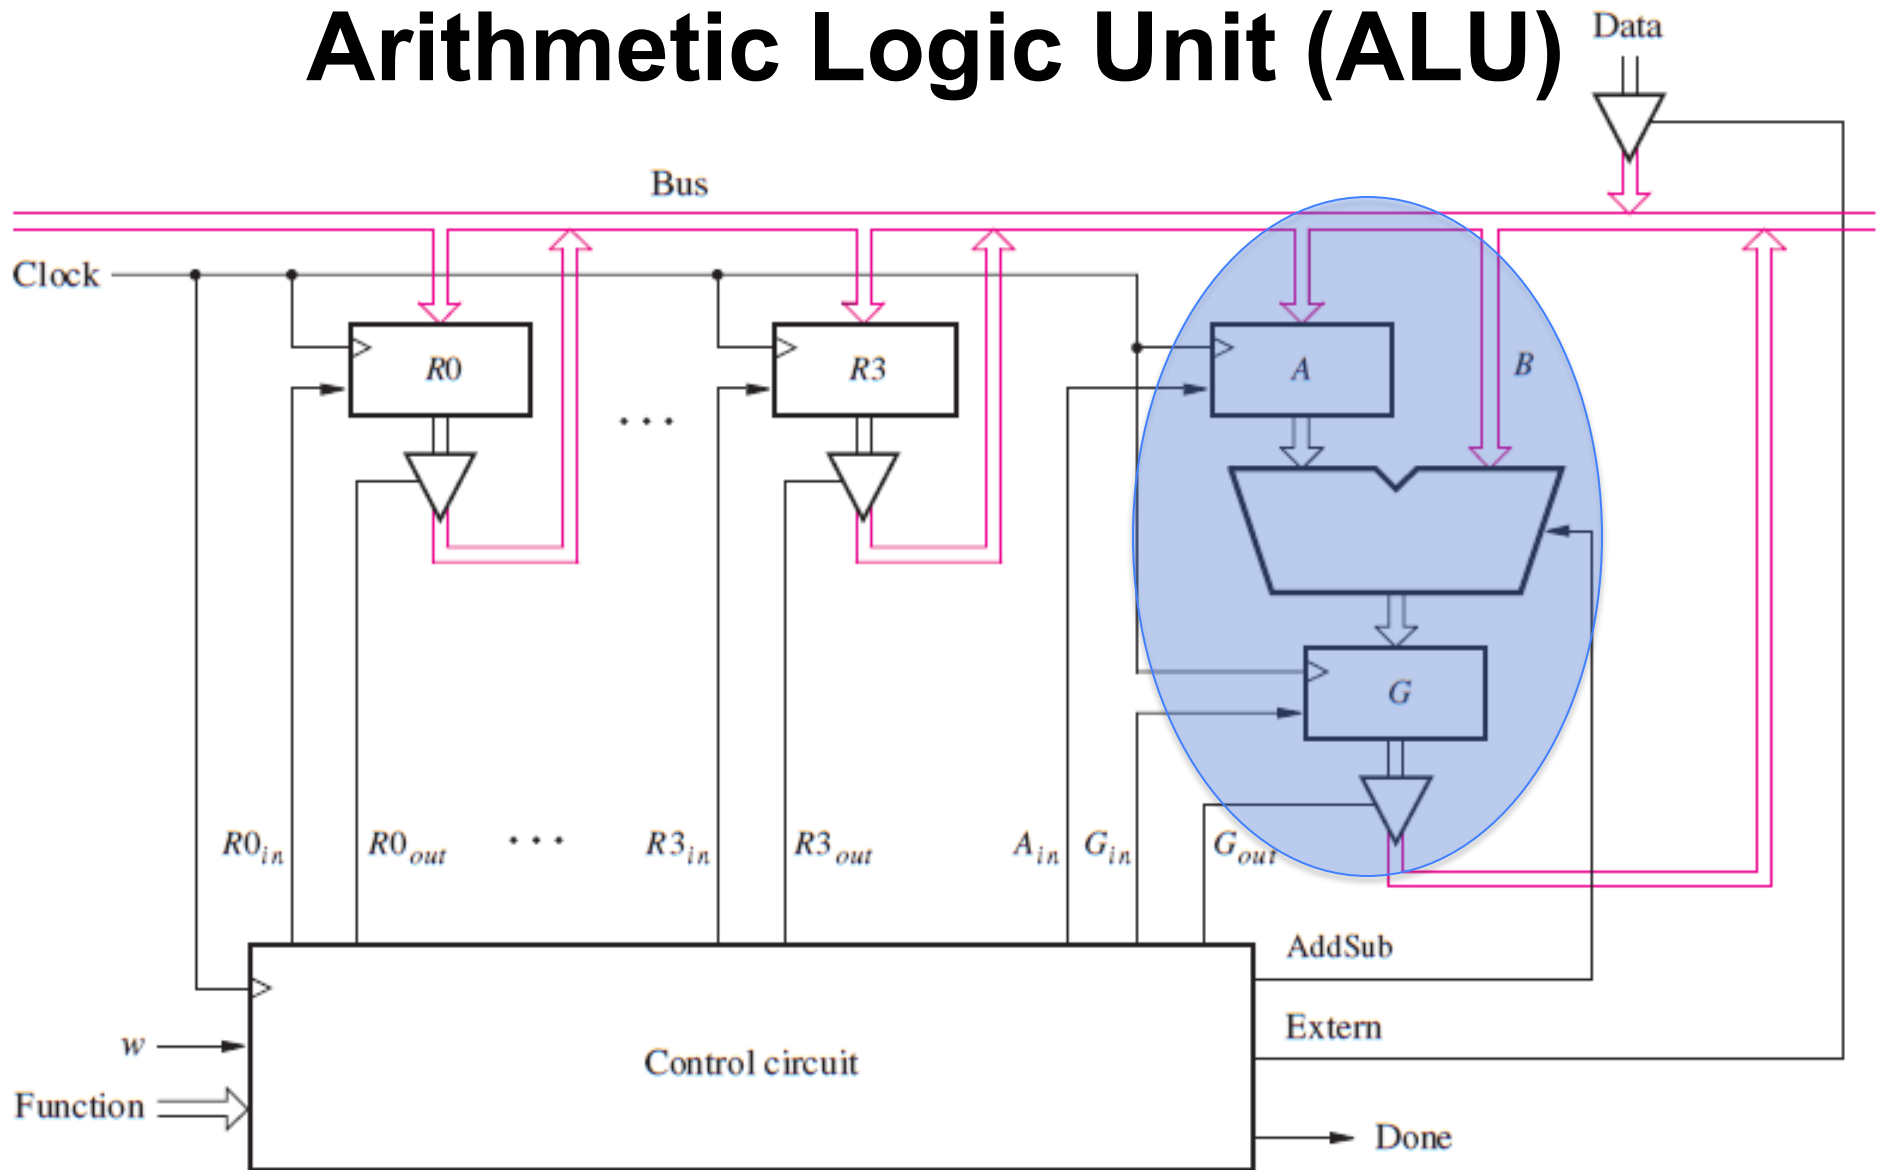 Arithmetic Logic Unit (ALU)
Data
Bus
Clock
R0
R3
A
B
...
G
R0in
R0out
...
R3in
R3out
Ain
Gin
Gout
AddSub
Extern
w
Control circuit
Function
Done